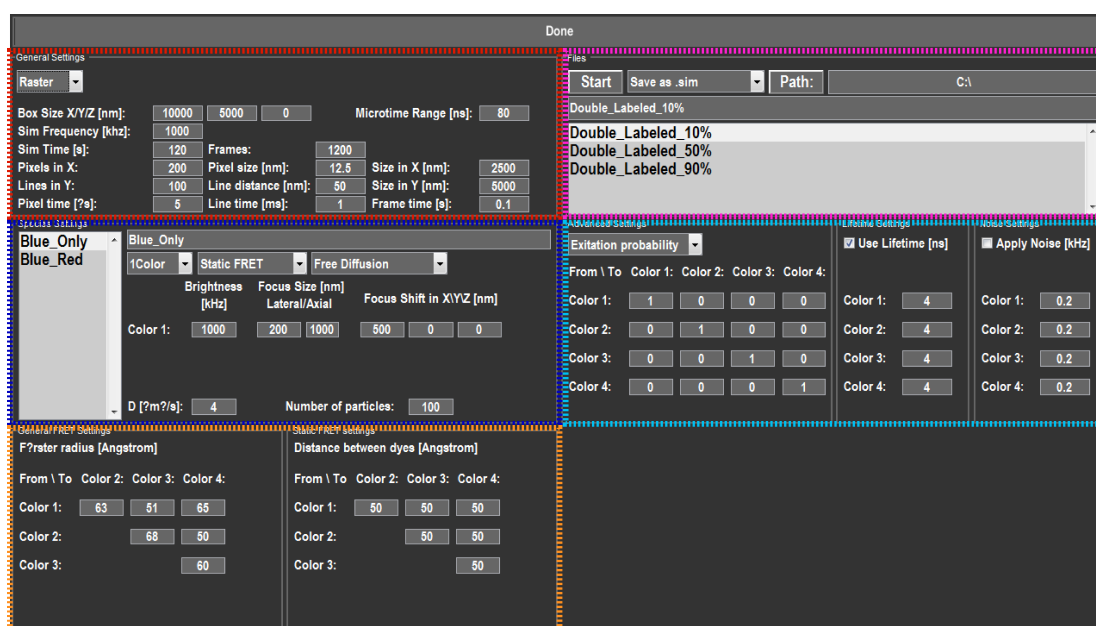 Done
General Settings
Raster
Box Size X/Y/Z [nm]: 10000 5000 0 Microtime Range [ns]: 80
Sim Frequency [khz]: 1000
Sim Time [s]: 120 Frames: 1200
Pixels in X: 200 Pixel size [nm]: 12.5 Size in X [nm]: 2500
Lines in Y: 100 Line distance [nm]: 50 Size in Y [nm]: 5000
Pixel time [?s]: 5 Line time [ms]: 1 Frame time [s]: 0.1
Files
Start Save as .sim Path: C:\
Double_Labeled_10%
Double_Labeled_10%
Double_Labeled_50%
Double_Labeled_90%
Species Settings
Blue_Only
Blue_Red
Blue_Only
1Color Static FRET Free Diffusion
Brightness [kHz] Focus Size [nm] Lateral/Axial Focus Shift in X\Y\Z [nm]
Color 1: 1000 200 1000 500 0 0
D [?m?/s]: 4 Number of particles: 100
Advanced Settings
Exitation probability
From \ To Color 1: Color 2: Color 3: Color 4:
Color 1: 1 0 0 0
Color 2: 0 1 0 0
Color 3: 0 0 1 0
Color 4: 0 0 0 1
Lifetime Settings
Use Lifetime [ns]
Color 1: 4
Color 2: 4
Color 3: 4
Color 4: 4
Noise Settings
Apply Noise [kHz]
Color 1: 0.2
Color 2: 0.2
Color 3: 0.2
Color 4: 0.2
General FRET Settings
F?rster radius [Angstrom]
From \ To Color 2: Color 3: Color 4:
Color 1: 63 51 65
Color 2: 68 50
Color 3: 60
Static FRET settings
Distance between dyes [Angstrom]
From \ To Color 2: Color 3: Color 4:
Color 1: 50 50 50
Color 2: 50 50
Color 3: 50